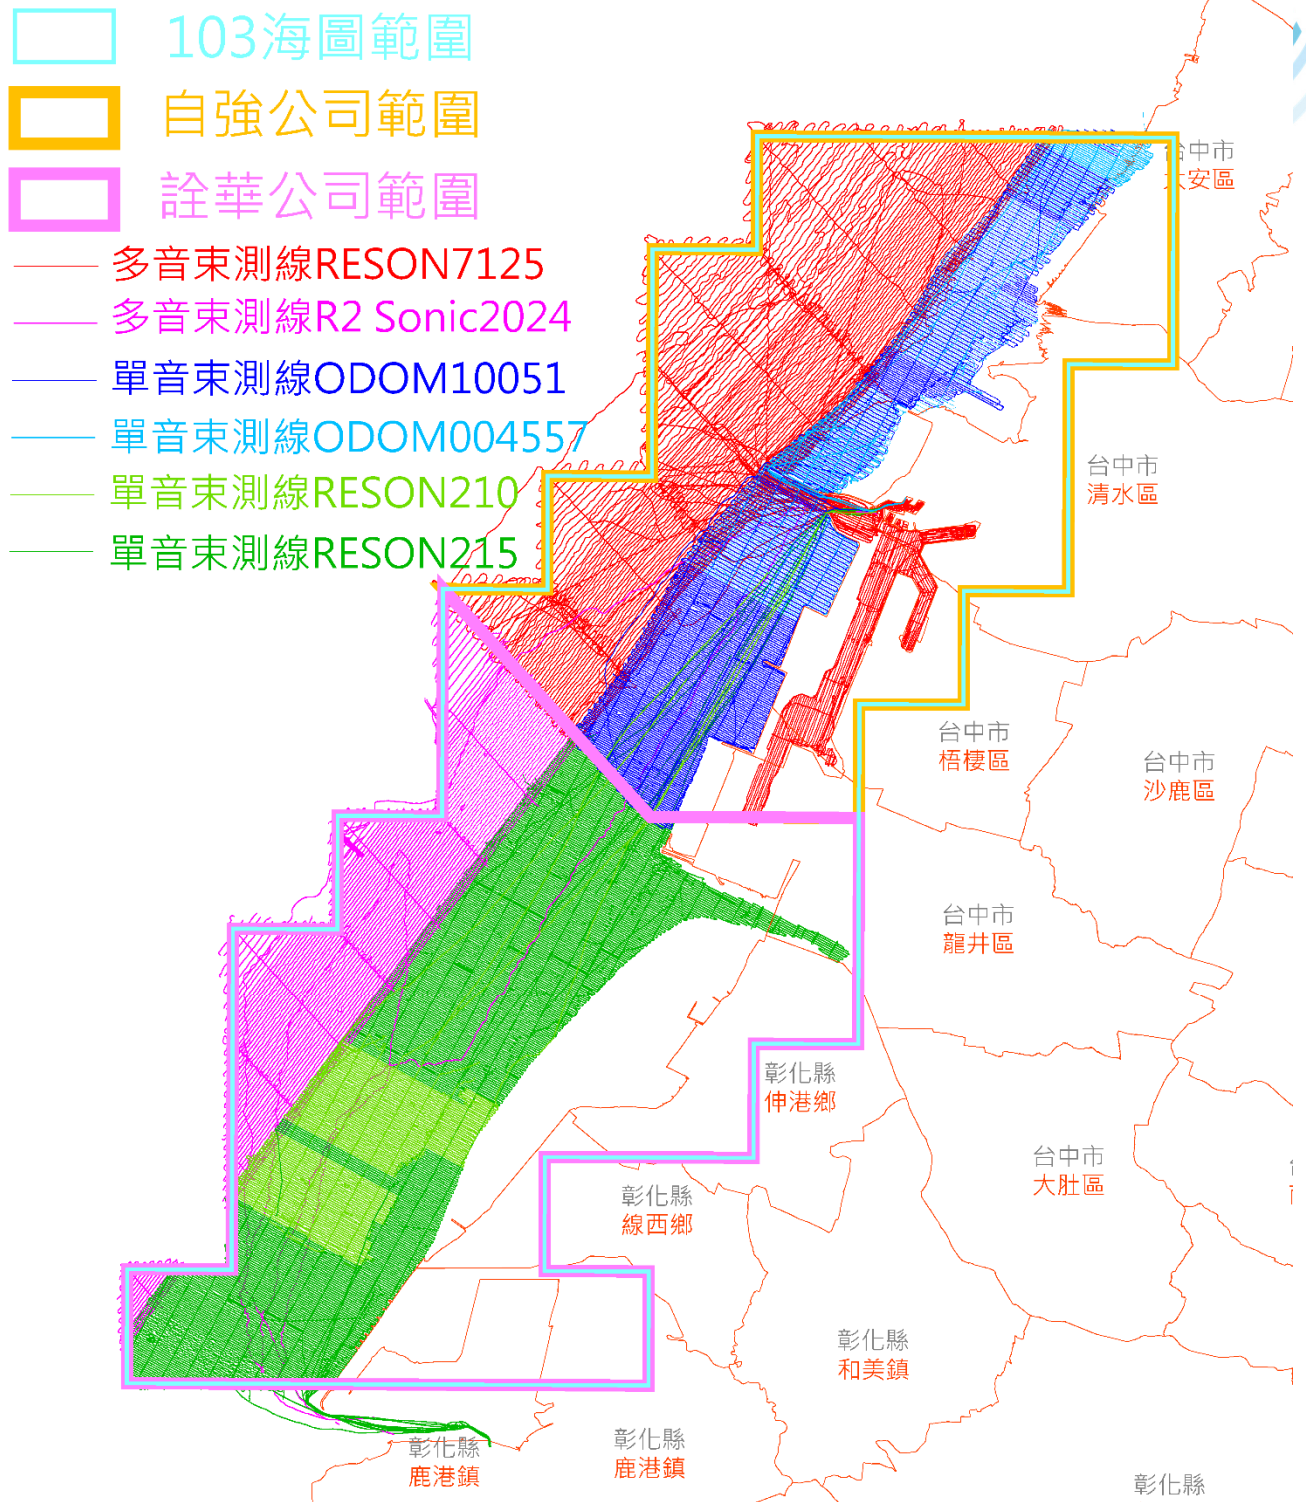 103海圖範圍
自強公司範圍
詮華公司範圍
多音束測線RESON7125
多音束測線R2 Sonic2024
單音束測線ODOM10051
單音束測線ODOM004557
單音束測線RESON210
單音束測線RESON215
台中市
大安區
台中市
清水區
台中市
梧棲區
台中市
沙鹿區
台中市
龍井區
彰化縣
伸港鄉
台中市
大肚區
彰化縣
線西鄉
彰化縣
和美鎮
彰化縣
鹿港鎮
彰化縣
鹿港鎮
彰化縣